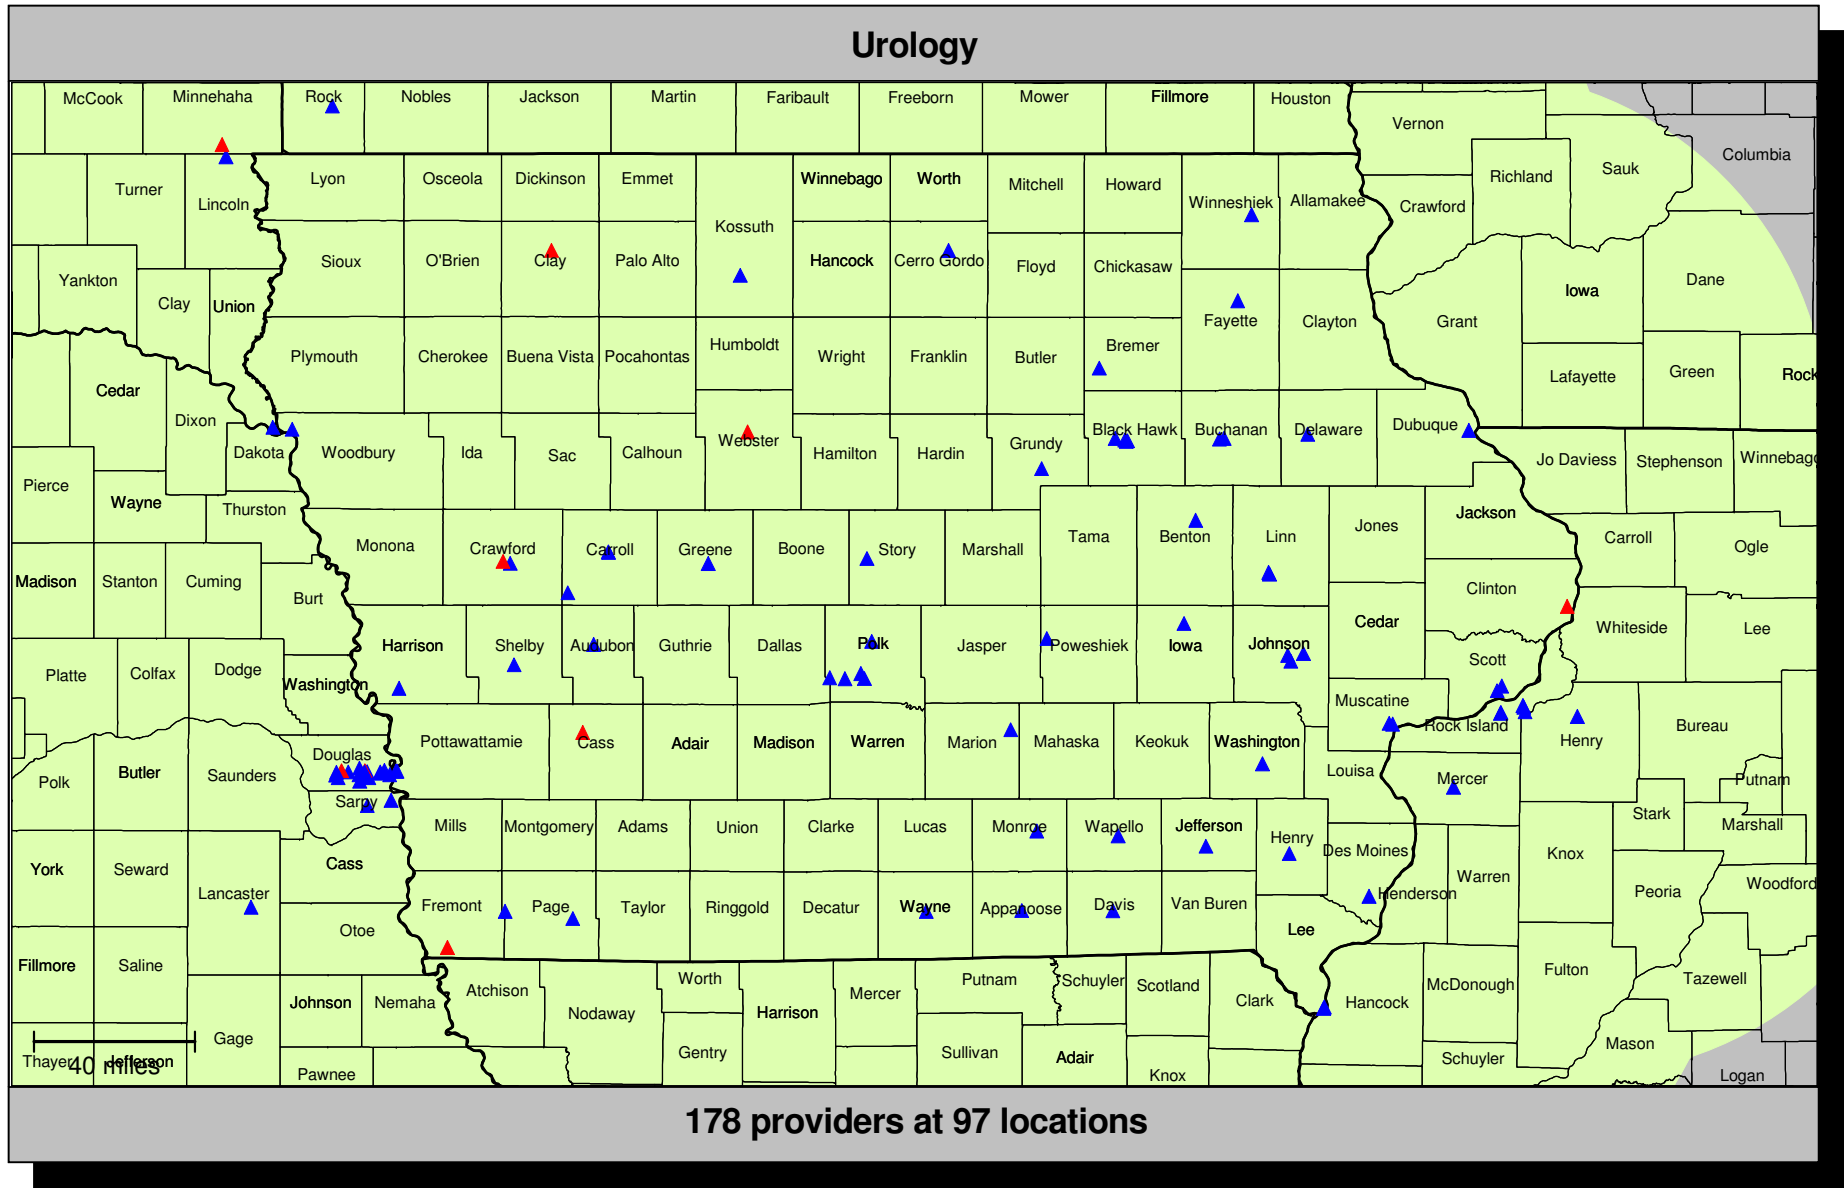 Urology
McCook Minnehaha Rock Nobles Jackson Martin Faribault Freeborn Mower Fillmore Houston
Vernon
Columbia
Richland Sauk
Turner Lincoln Lyon Osceola Dickinson Emmet Winnebago Worth Mitchell Howard
Winneshiek Allamakee Crawford
Kossuth
Yankton Clay Union Sioux O'Brien Clay Palo Alto Hancock Cerro Gordo Floyd Chickasaw
Iowa Dane
Fayette Clayton Grant
Plymouth Cherokee Buena Vista Pocahontas Humboldt Wright Franklin Butler Bremer
Lafayette Green Rock
Cedar Dixon
Dakota Woodbury Ida Sac Calhoun Webster Hamilton Hardin Grundy Black Hawk Buchanan Delaware Dubuque
Jo Daviess Stephenson Winnebago
Pierce Wayne Thurston
Monona Crawford Carroll Greene Boone Story Marshall Tama Benton Linn Jones Jackson
Carroll Ogle
Madison Stanton Cuming Burt
Clinton
Cedar Whiteside Lee
Harrison Shelby Audubon Guthrie Dallas Polk Jasper Poweshiek Iowa Johnson
Scott
Platte Colfax Dodge Washington
Muscatine Rock Island Henry Bureau
Pottawattamie Cass Adair Madison Warren Marion Mahaska Keokuk Washington
Louisa Mercer Putnam
Polk Butler Saunders Douglas
Sarpy
Stark Marshall
Mills Montgomery Adams Union Clarke Lucas Monroe Wapello Jefferson Henry Des Moines
Knox
York Seward Cass
Lancaster
Warren Peoria Woodford
Henderson
Fremont Page Taylor Ringgold Decatur Wayne Appanoose Davis Van Buren
Lee
Otoe
Fillmore Saline
Fulton Tazewell
Johnson Nemaha Atchison Nodaway Worth Harrison Mercer Putnam Schuyler Scotland Clark Hancock McDonough
Gage
Gentry Sullivan Adair Knox
Schuyler Mason
Thayer Jefferson
40 miles
Pawnee
Logan
178 providers at 97 locations